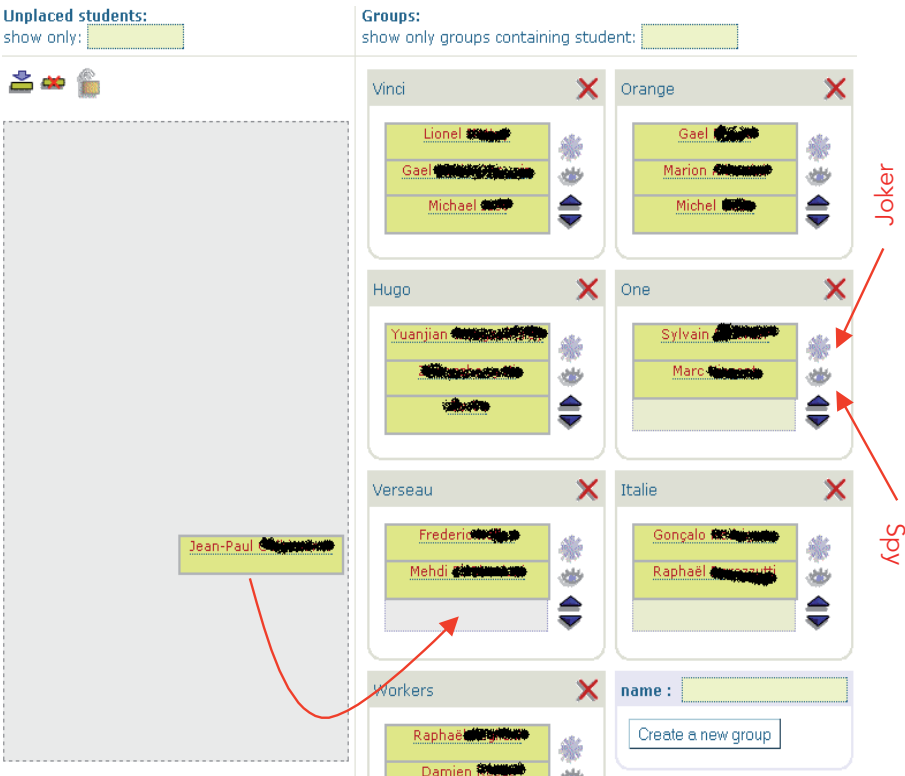 Unplaced students:
show only:
Groups:
show only groups containing student:
Vinci
Lionel
Gael
Michael
Orange
Gael
Marion
Michel
Joker
Hugo
Yuanjian
One
Sylvain
Marc
Spy
Verseau
Frederic
Mehdi
Italie
Gonçalo
Raphaël
Jean-Paul
Workers
Raphaël
Damien
name :
Create a new group